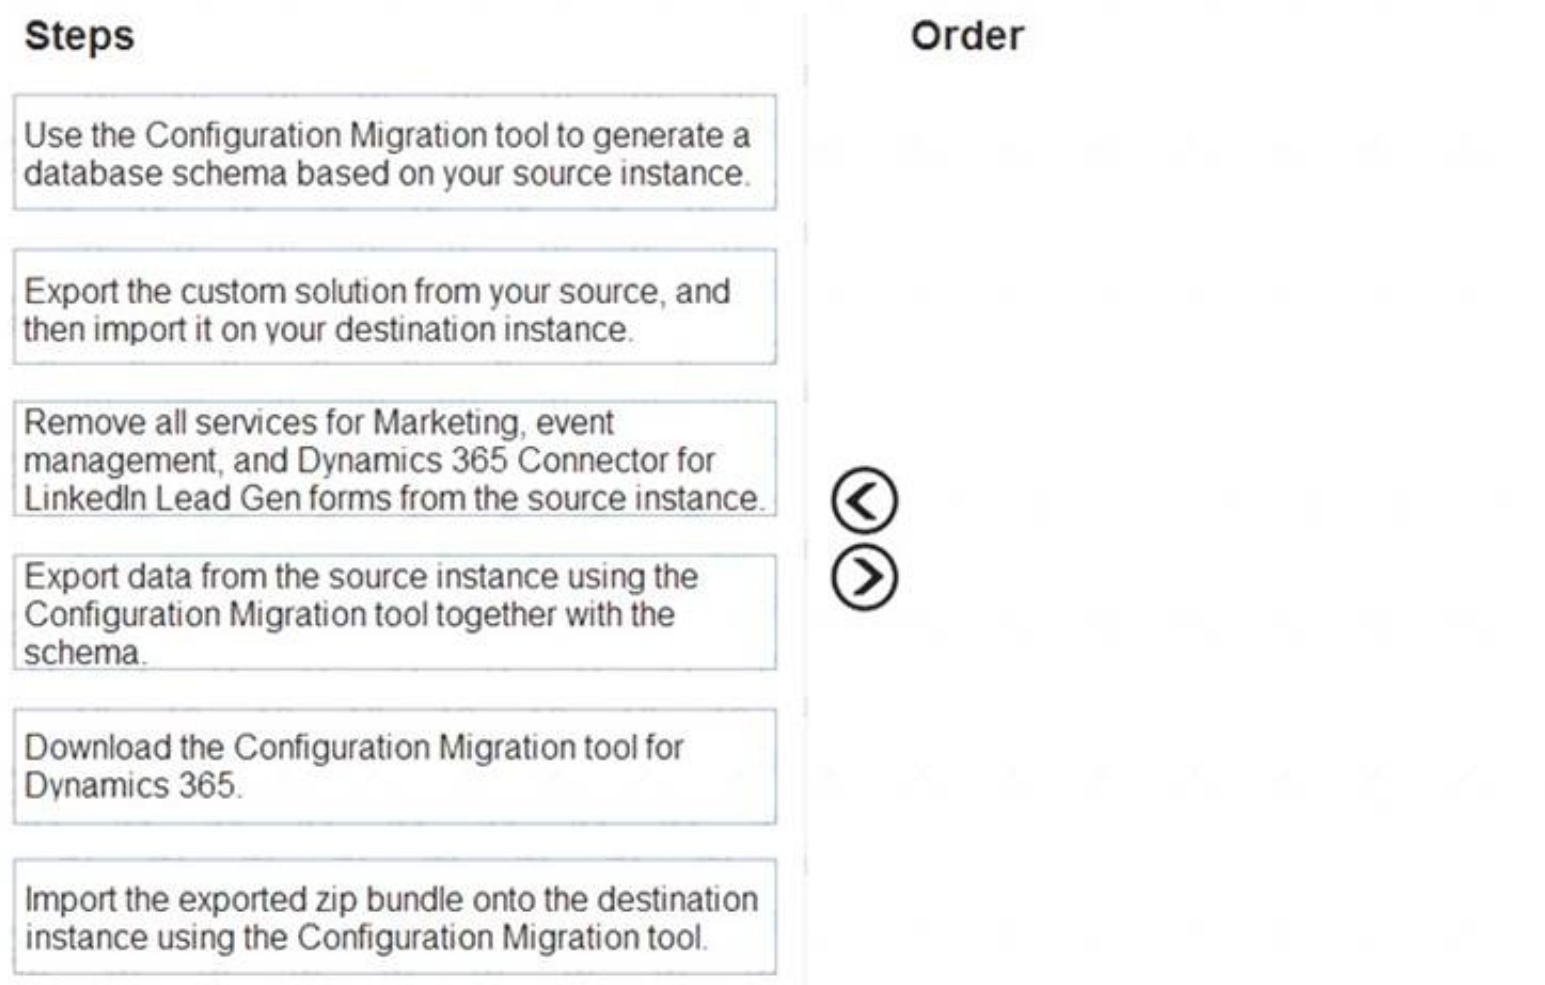 Steps
Order
Use the Configuration Migration tool to generate a
database schema based on your source instance.
Export the custom solution from your source, and
then import it on your destination instance.
Remove all services for Marketing, event
management, and Dynamics 365 Connector for
LinkedIn Lead Gen forms from the source instance.
Export data from the source instance using the
Configuration Migration tool together with the
schema.
Download the Configuration Migration tool for
Dynamics 365.
Import the exported zip bundle onto the destination
instance using the Configuration Migration tool.